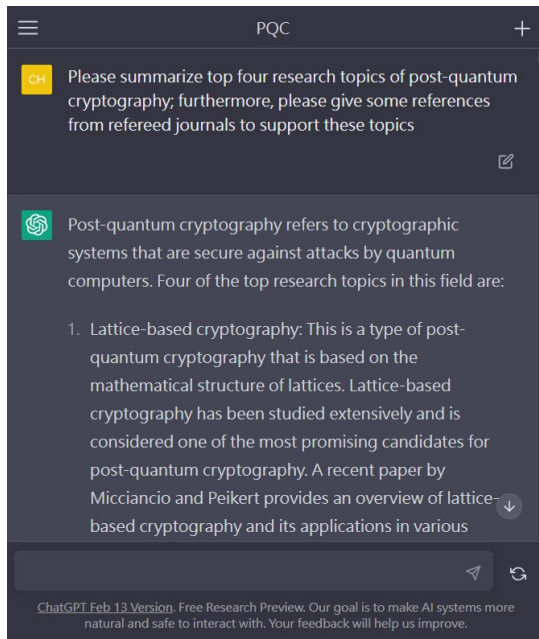 PQC
CH
Please summarize top four research topics of post-quantum
cryptography; furthermore, please give some references
from refereed journals to support these topics
Post-quantum cryptography refers to cryptographic
systems that are secure against attacks by quantum
computers. Four of the top research topics in this field are:
1. Lattice-based cryptography: This is a type of post-
quantum cryptography that is based on the
mathematical structure of lattices. Lattice-based
cryptography has been studied extensively and is
considered one of the most promising candidates for
post-quantum cryptography. A recent paper by
Micciancio and Peikert provides an overview of lattice-
based cryptography and its applications in various
ChatGPT Feb 13 Version. Free Research Preview. Our goal is to make AI systems more
natural and safe to interact with. Your feedback will help us improve.